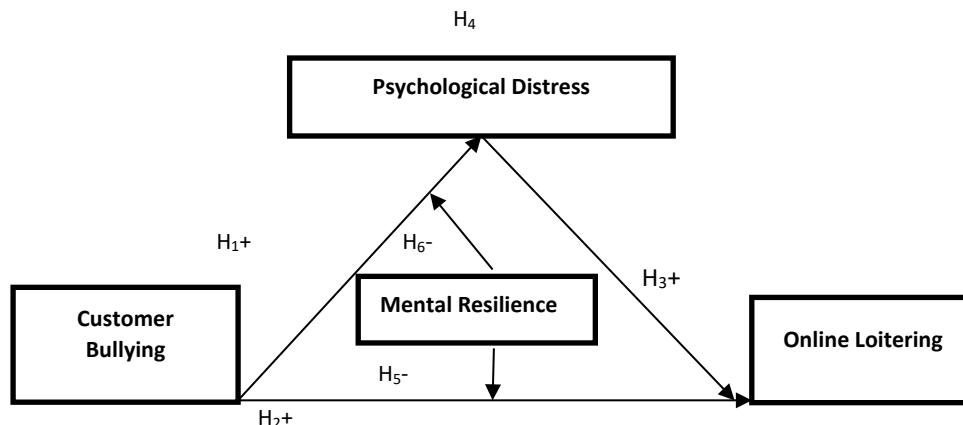 H₄
Psychological Distress
H₁+
H₆-
H₃+
Mental Resilience
Customer
Bullying
Online Loitering
H₅-
H₂+